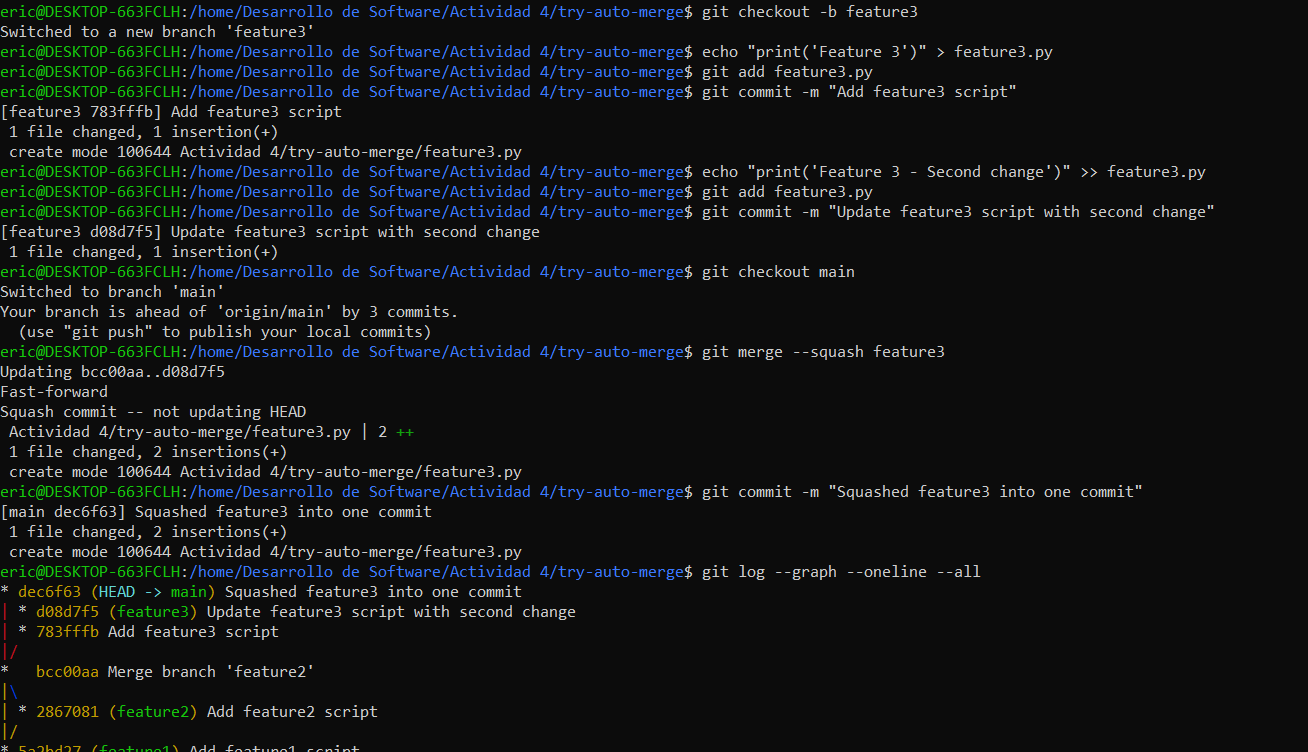 eric@DESKTOP-663FCLH:/home/Desarrollo de Software/Actividad 4/try-auto-merge$ git checkout -b feature3
Switched to a new branch 'feature3'
eric@DESKTOP-663FCLH:/home/Desarrollo de Software/Actividad 4/try-auto-merge$ echo "print('Feature 3')" > feature3.py
eric@DESKTOP-663FCLH:/home/Desarrollo de Software/Actividad 4/try-auto-merge$ git add feature3.py
eric@DESKTOP-663FCLH:/home/Desarrollo de Software/Actividad 4/try-auto-merge$ git commit -m "Add feature3 script"
[feature3 783fffb] Add feature3 script
 1 file changed, 1 insertion(+)
 create mode 100644 Actividad 4/try-auto-merge/feature3.py
eric@DESKTOP-663FCLH:/home/Desarrollo de Software/Actividad 4/try-auto-merge$ echo "print('Feature 3 - Second change')" >> feature3.py
eric@DESKTOP-663FCLH:/home/Desarrollo de Software/Actividad 4/try-auto-merge$ git add feature3.py
eric@DESKTOP-663FCLH:/home/Desarrollo de Software/Actividad 4/try-auto-merge$ git commit -m "Update feature3 script with second change"
[feature3 d08d7f5] Update feature3 script with second change
 1 file changed, 1 insertion(+)
eric@DESKTOP-663FCLH:/home/Desarrollo de Software/Actividad 4/try-auto-merge$ git checkout main
Switched to branch 'main'
Your branch is ahead of 'origin/main' by 3 commits.
  (use "git push" to publish your local commits)
eric@DESKTOP-663FCLH:/home/Desarrollo de Software/Actividad 4/try-auto-merge$ git merge --squash feature3
Updating bcc00aa..d08d7f5
Fast-forward
Squash commit -- not updating HEAD
 Actividad 4/try-auto-merge/feature3.py | 2 ++
 1 file changed, 2 insertions(+)
 create mode 100644 Actividad 4/try-auto-merge/feature3.py
eric@DESKTOP-663FCLH:/home/Desarrollo de Software/Actividad 4/try-auto-merge$ git commit -m "Squashed feature3 into one commit"
[main dec6f63] Squashed feature3 into one commit
 1 file changed, 2 insertions(+)
 create mode 100644 Actividad 4/try-auto-merge/feature3.py
eric@DESKTOP-663FCLH:/home/Desarrollo de Software/Actividad 4/try-auto-merge$ git log --graph --oneline --all
* dec6f63 (HEAD -> main) Squashed feature3 into one commit
| * d08d7f5 (feature3) Update feature3 script with second change
| * 783fffb Add feature3 script
|/
*   bcc00aa Merge branch 'feature2'
|\
| * 2867081 (feature2) Add feature2 script
|/
* 5a2bd27 (feature1) Add feature1 script